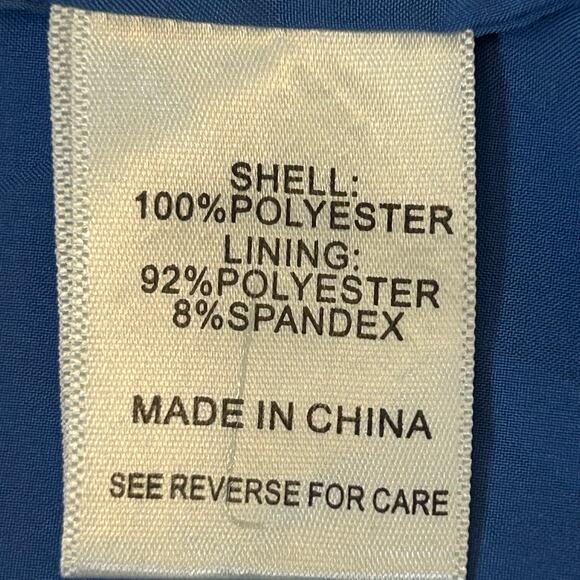 SHELL:
100%POLYESTER
LINING:
92%POLYESTER
8%SPANDEX
MADE IN CHINA
SEE REVERSE FOR CARE